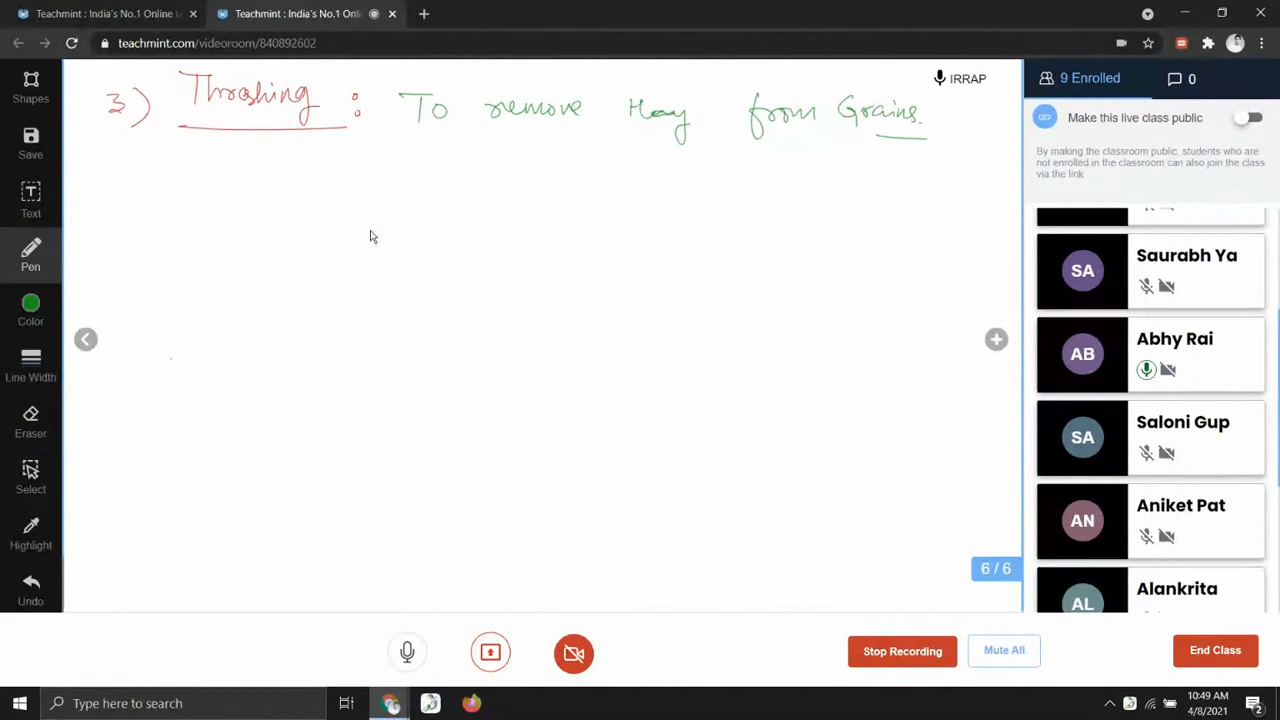 Teachmint : India's No.1 Online l
Teachmint : India's No.1 Onli
teachmint.com/videoroom/840892602
Shapes
Save
Text
Pen
Color
Line Width
Eraser
Select
Highlight
Undo
3) Thrashing : To remove Hay from Grains.
IRRAP
6 / 6
9 Enrolled
0
Make this live class public
By making the classroom public, students who are
not enrolled in the classroom can also join the class
via the link
SA
Saurabh Ya
AB
Abhy Rai
SA
Saloni Gup
AN
Aniket Pat
AL
Alankrita
Stop Recording
Mute All
End Class
Type here to search
10:49 AM
4/8/2021
2